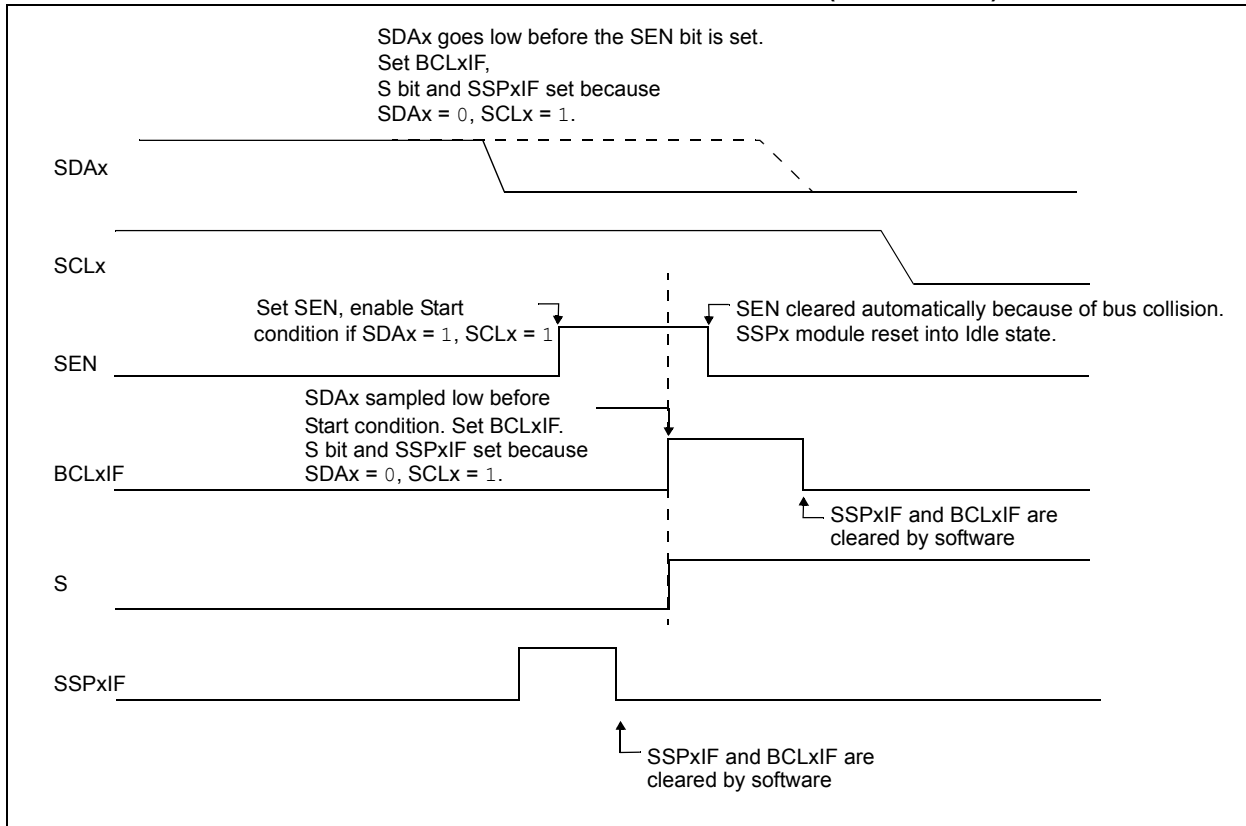 SDAx goes low before the SEN bit is set.
Set BCLxIF,
S bit and SSPxIF set because
SDAx = 0, SCLx = 1.
SDAx
SCLx
Set SEN, enable Start
condition if SDAx = 1, SCLx = 1
SEN cleared automatically because of bus collision.
SSPx module reset into Idle state.
SEN
SDAx sampled low before
Start condition. Set BCLxIF.
S bit and SSPxIF set because
SDAx = 0, SCLx = 1.
BCLxIF
SSPxIF and BCLxIF are
cleared by software
S
SSPxIF
SSPxIF and BCLxIF are
cleared by software